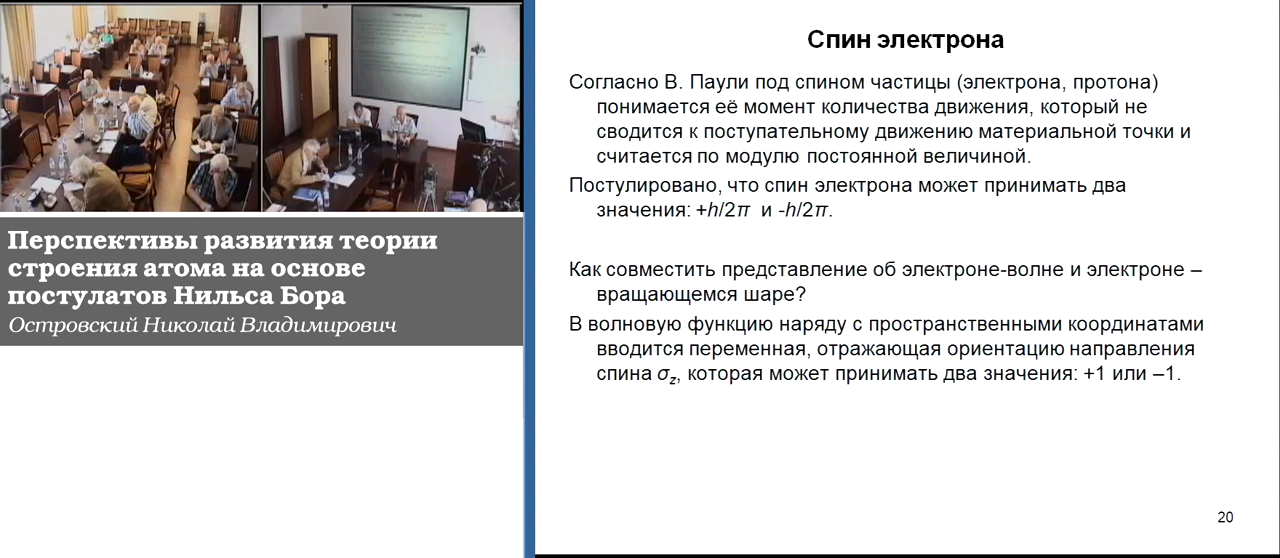 Перспективы развития теории
строения атома на основе
постулатов Нильса Бора
Островский Николай Владимирович
Спин электрона
Согласно В. Паули под спином частицы (электрона, протона)
понимается её момент количества движения, который не
сводится к поступательному движению материальной точки и
считается по модулю постоянной величиной.
Постулировано, что спин электрона может принимать два
значения: +h/2π и -h/2π.
Как совместить представление об электроне-волне и электроне –
вращающемся шаре?
В волновую функцию наряду с пространственными координатами
вводится переменная, отражающая ориентацию направления
спина σz, которая может принимать два значения: +1 или –1.
20